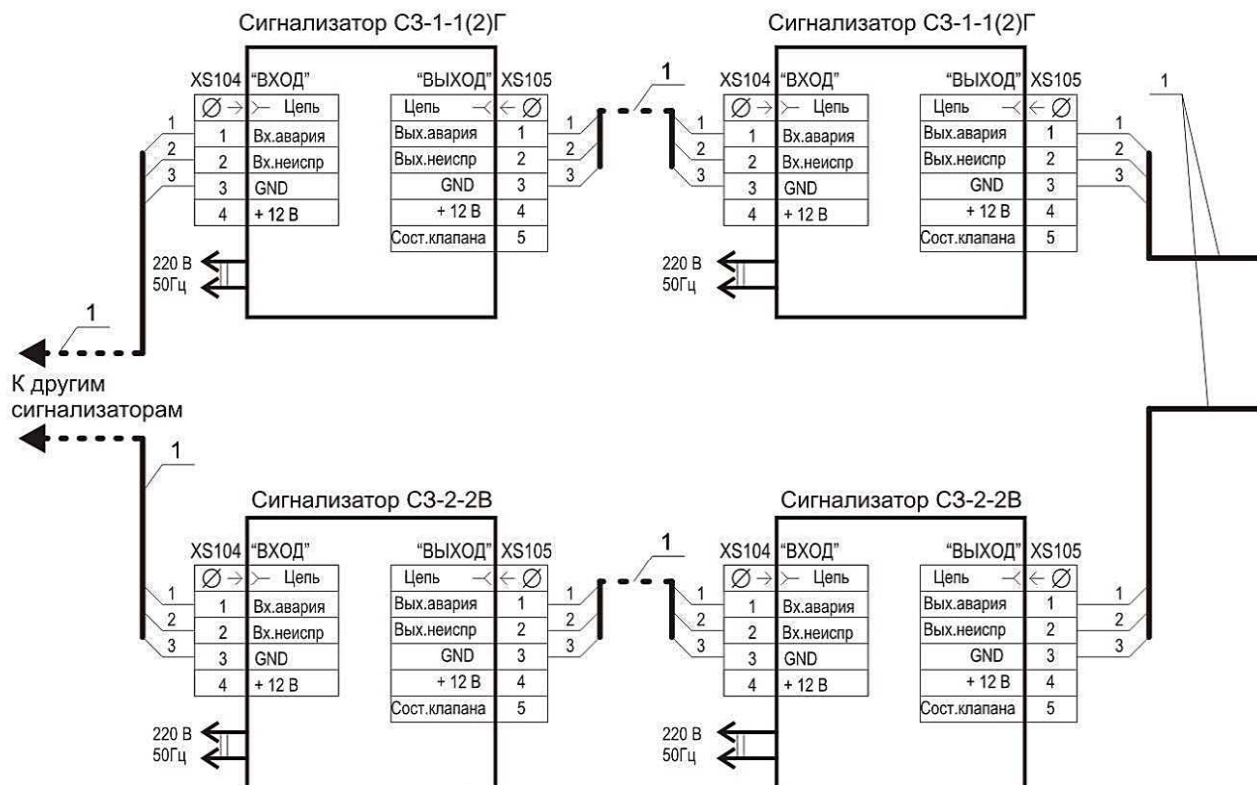 Сигнализатор СЗ-1-1(2)Г
Сигнализатор СЗ-1-1(2)Г
XS104 “ВХОД” “ВЫХОД” XS105
Цепь Цепь
1 Вх.авария Вых.авария 1
2 Вх.неиспр Вых.неиспр 2
3 GND GND 3
4 + 12 В + 12 В 4
Сост.клапана 5
1
2
3
1
2
3
220 В
50Гц
1
XS104 “ВХОД” “ВЫХОД” XS105
Цепь Цепь
1 Вх.авария Вых.авария 1
2 Вх.неиспр Вых.неиспр 2
3 GND GND 3
4 + 12 В + 12 В 4
Сост.клапана 5
1
2
3
1
2
3
220 В
50Гц
1
1
К другим
сигнализаторам
1
Сигнализатор СЗ-2-2В
Сигнализатор СЗ-2-2В
XS104 “ВХОД” “ВЫХОД” XS105
Цепь Цепь
1 Вх.авария Вых.авария 1
2 Вх.неиспр Вых.неиспр 2
3 GND GND 3
4 + 12 В + 12 В 4
Сост.клапана 5
1
2
3
1
2
3
220 В
50Гц
1
XS104 “ВХОД” “ВЫХОД” XS105
Цепь Цепь
1 Вх.авария Вых.авария 1
2 Вх.неиспр Вых.неиспр 2
3 GND GND 3
4 + 12 В + 12 В 4
Сост.клапана 5
1
2
3
1
2
3
220 В
50Гц